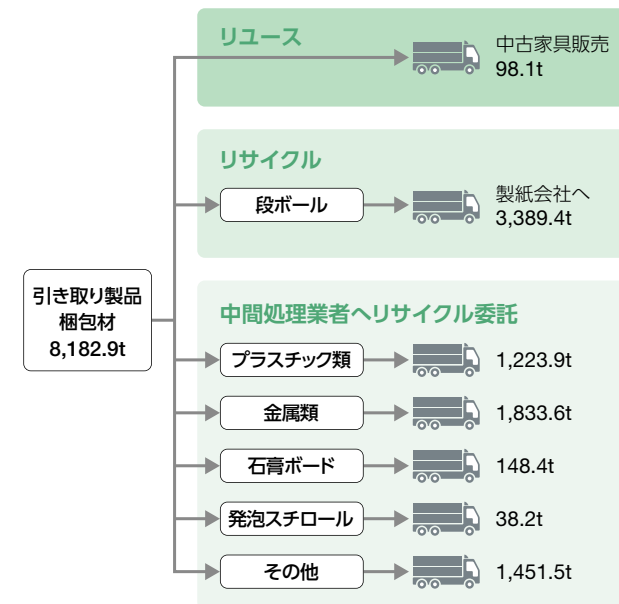 リユース
中古家具販売
98.1t
リサイクル
段ボール
製紙会社へ
3,389.4t
引き取り製品
梱包材
8,182.9t
中間処理業者へリサイクル委託
プラスチック類
1,223.9t
金属類
1,833.6t
石膏ボード
148.4t
発泡スチロール
38.2t
その他
1,451.5t